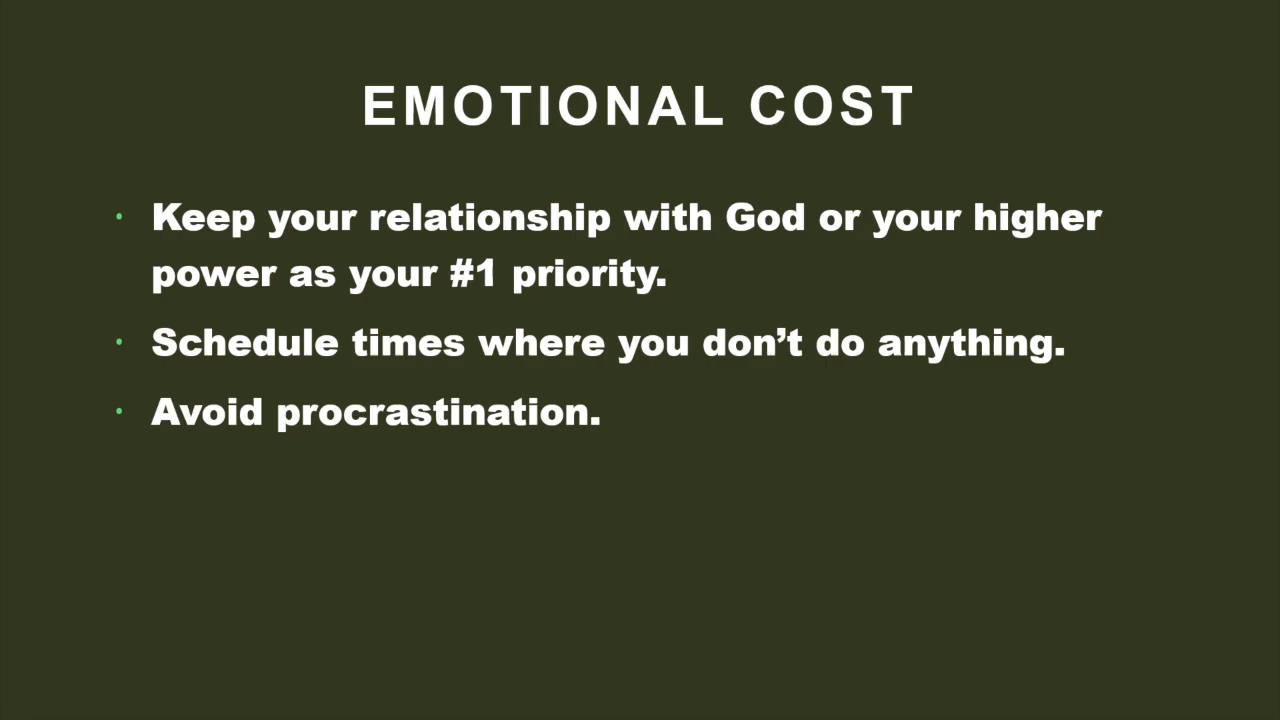 EMOTIONAL COST
· Keep your relationship with God or your higher
power as your #1 priority.
· Schedule times where you don’t do anything.
· Avoid procrastination.